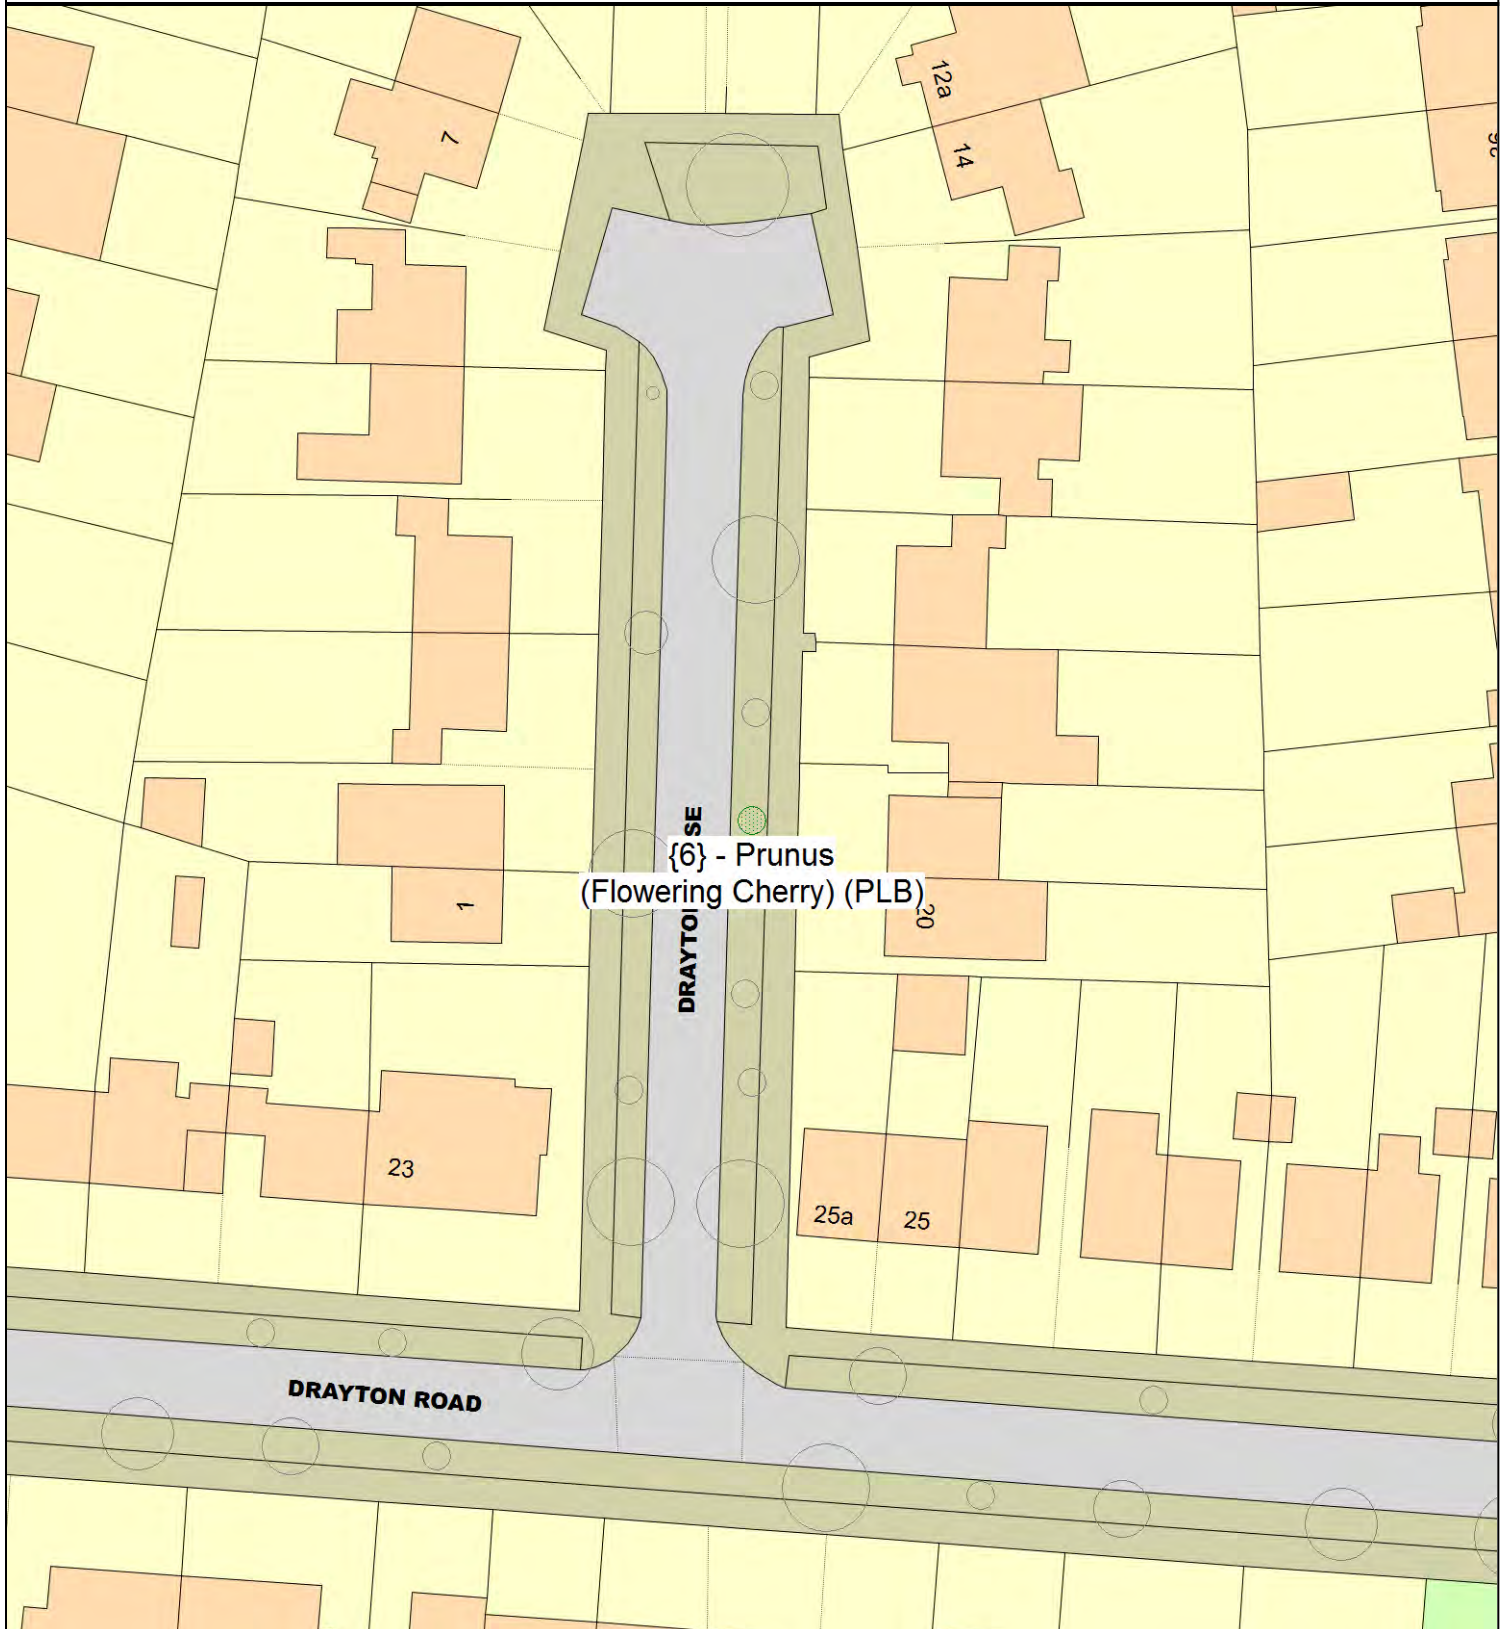 12a
7
14
{6} - Prunus
(Flowering Cherry) (PLB)
1
20
23
25a
25
DRAYTON ROAD